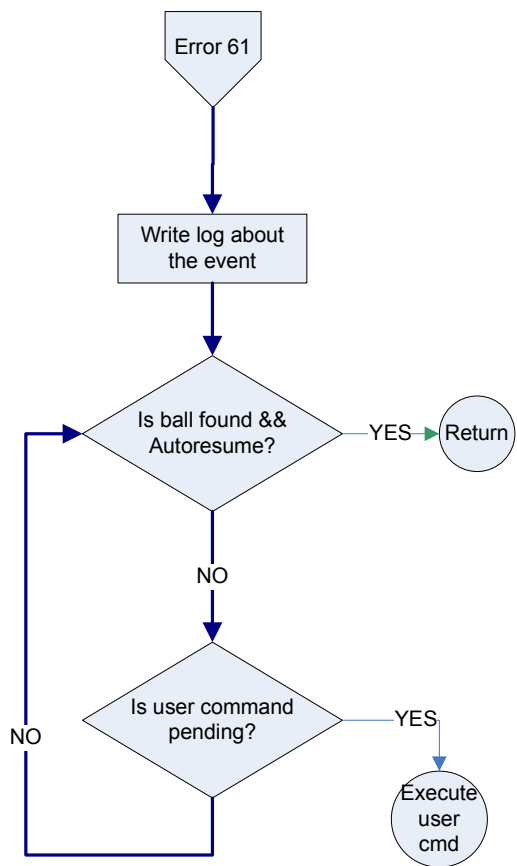 Error 61
Write log about
the event
Is ball found &&
Autoresume?
YES
Return
NO
Is user command
pending?
YES
NO
Execute
user
cmd